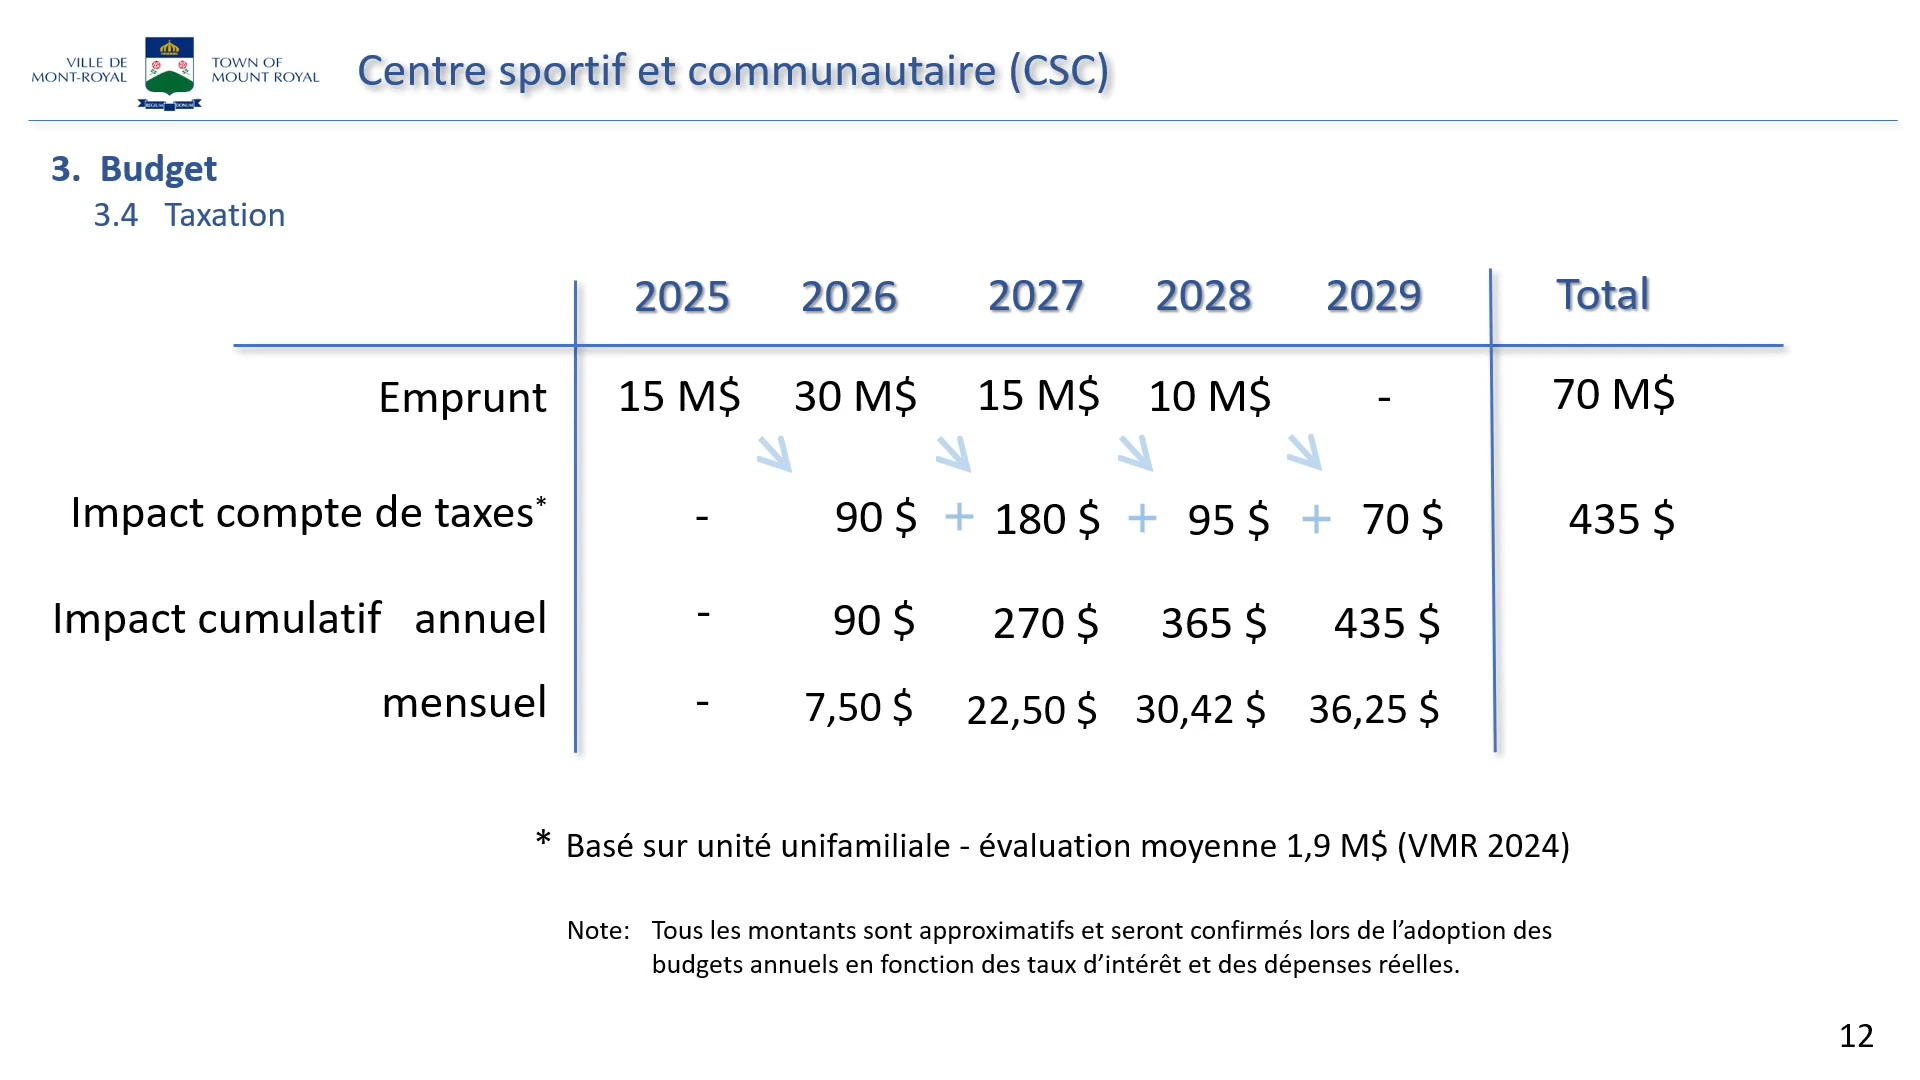 VILLE DE
MONT-ROYAL
TOWN OF
MOUNT ROYAL
REGIUM DONUM
Centre sportif et communautaire (CSC)
3. Budget
3.4 Taxation
2025 2026 2027 2028 2029 Total
Emprunt 15 M$ 30 M$ 15 M$ 10 M$ - 70 M$
Impact compte de taxes* - 90 $ + 180 $ + 95 $ + 70 $ 435 $
Impact cumulatif annuel - 90 $ 270 $ 365 $ 435 $
mensuel - 7,50 $ 22,50 $ 30,42 $ 36,25 $
* Basé sur unité unifamiliale - évaluation moyenne 1,9 M$ (VMR 2024)
Note: Tous les montants sont approximatifs et seront confirmés lors de l’adoption des
budgets annuels en fonction des taux d’intérêt et des dépenses réelles.
12